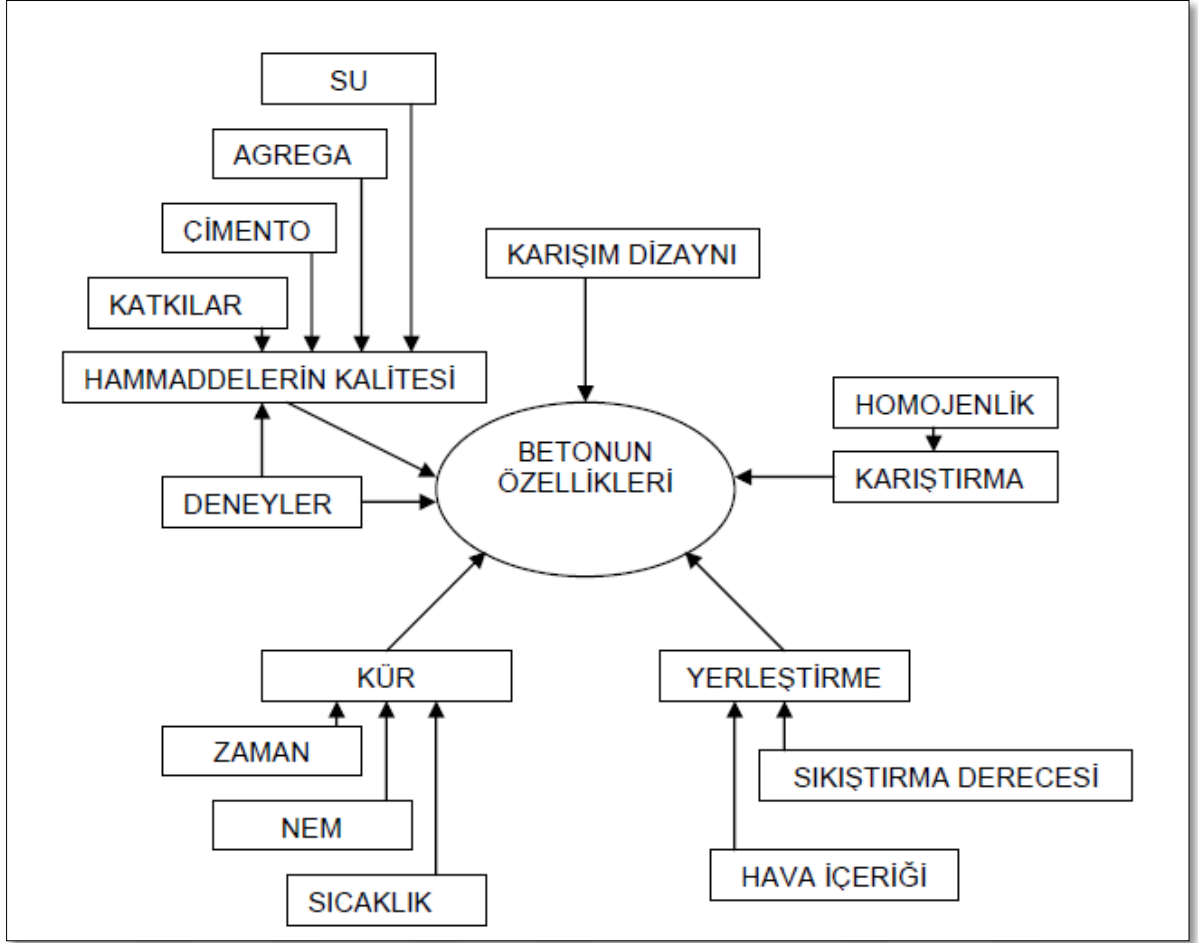 SU
AGREGA
ÇİMENTO
KARIŞIM DİZAYNI
KATKILAR
HAMMADDELERİN KALİTESİ
HOMOJENLİK
BETONUN
ÖZELLİKLERİ
KARIŞTIRMA
DENEYLER
KÜR
YERLEŞTİRME
ZAMAN
SIKIŞTIRMA DERECESİ
NEM
HAVA İÇERİĞİ
SICAKLIK